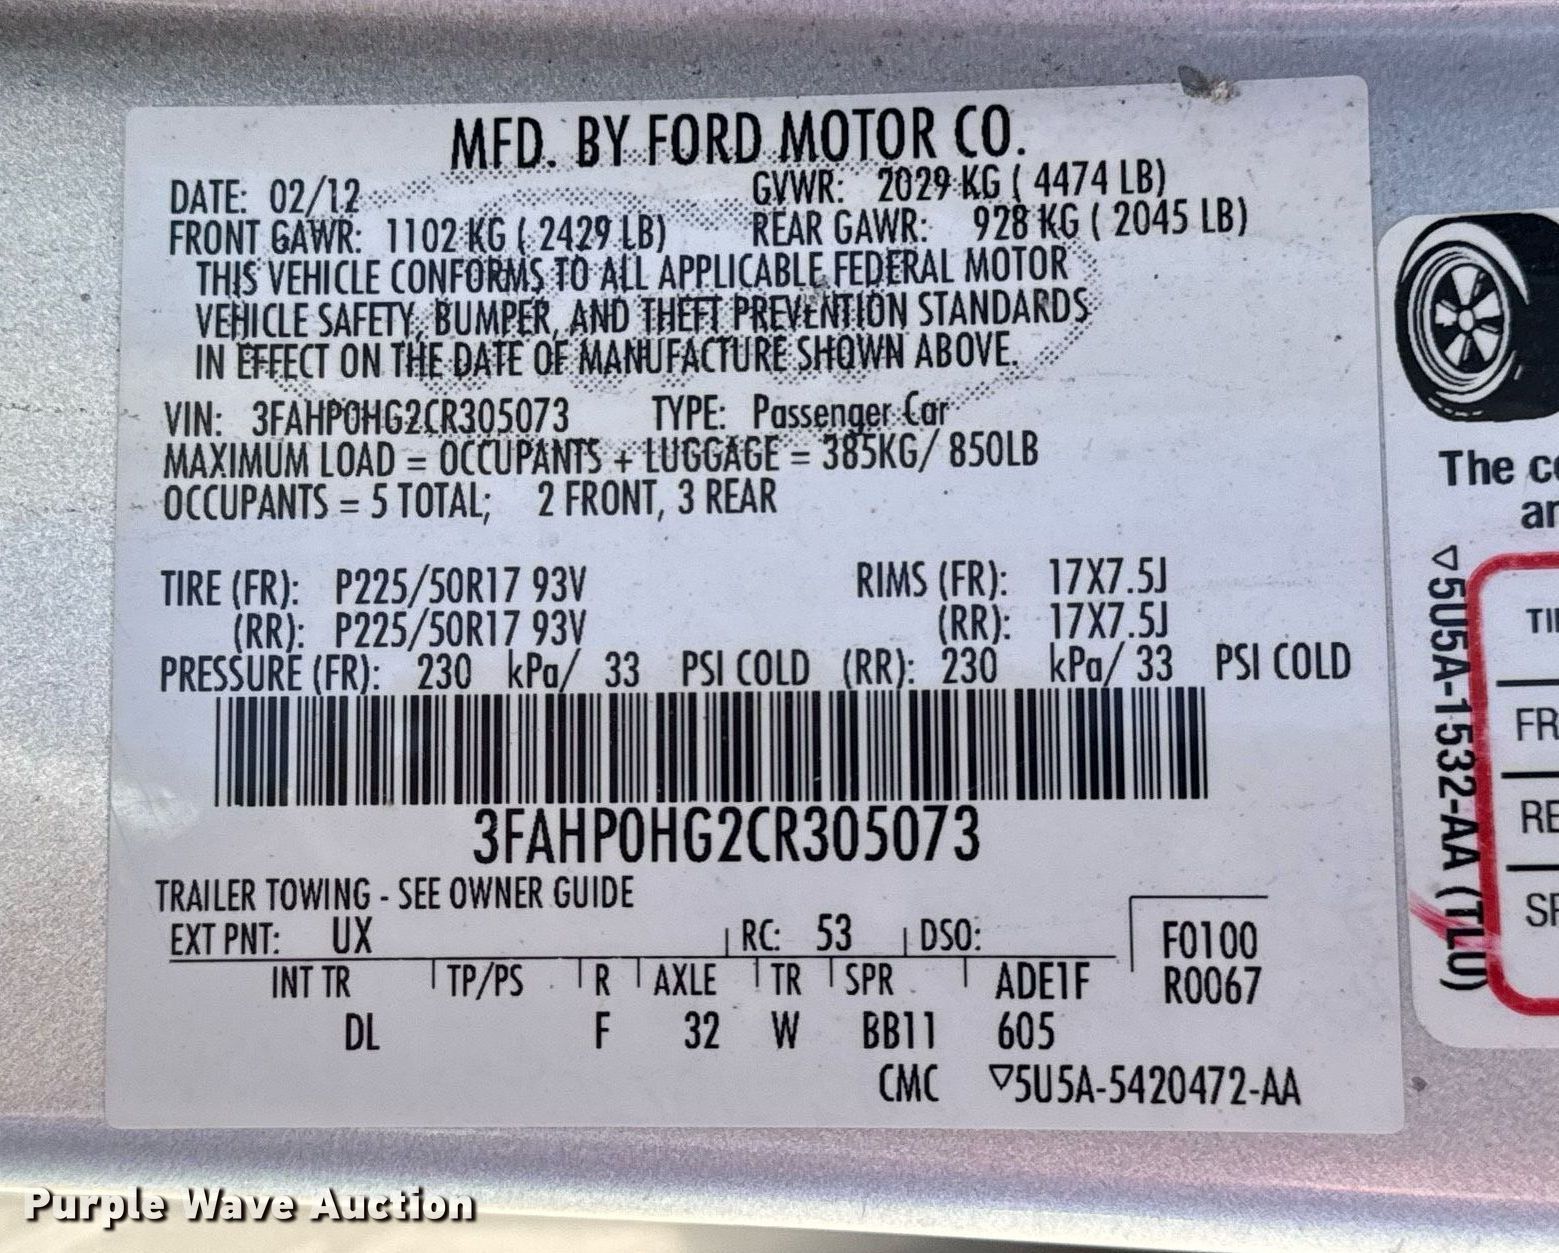 MFD. BY FORD MOTOR CO.
DATE: 02/12 GVWR: 2029 KG ( 4474 LB)
FRONT GAWR: 1102 KG ( 2429 LB) REAR GAWR: 928 KG ( 2045 LB)
THIS VEHICLE CONFORMS TO ALL APPLICABLE FEDERAL MOTOR
VEHICLE SAFETY, BUMPER, AND THEFT PREVENTION STANDARDS
IN EFFECT ON THE DATE OF MANUFACTURE SHOWN ABOVE.
VIN: 3FAHP0HG2CR305073 TYPE: Passenger Car
MAXIMUM LOAD = OCCUPANTS + LUGGAGE = 385KG/ 850LB
OCCUPANTS = 5 TOTAL; 2 FRONT, 3 REAR
TIRE (FR): P225/50R17 93V RIMS (FR): 17X7.5J
(RR): P225/50R17 93V (RR): 17X7.5J
PRESSURE (FR): 230 kPa/ 33 PSI COLD (RR): 230 kPa/ 33 PSI COLD
3FAHP0HG2CR305073
TRAILER TOWING - SEE OWNER GUIDE
EXT PNT: UX RC: 53 DSO: F0100
INT TR TP/PS R AXLE TR SPR ADE1F R0067
DL F 32 W BB11 605
CMC ▽5U5A-5420472-AA
The
▽5U5A-1532-AA (TLU)
Purple Wave Auction